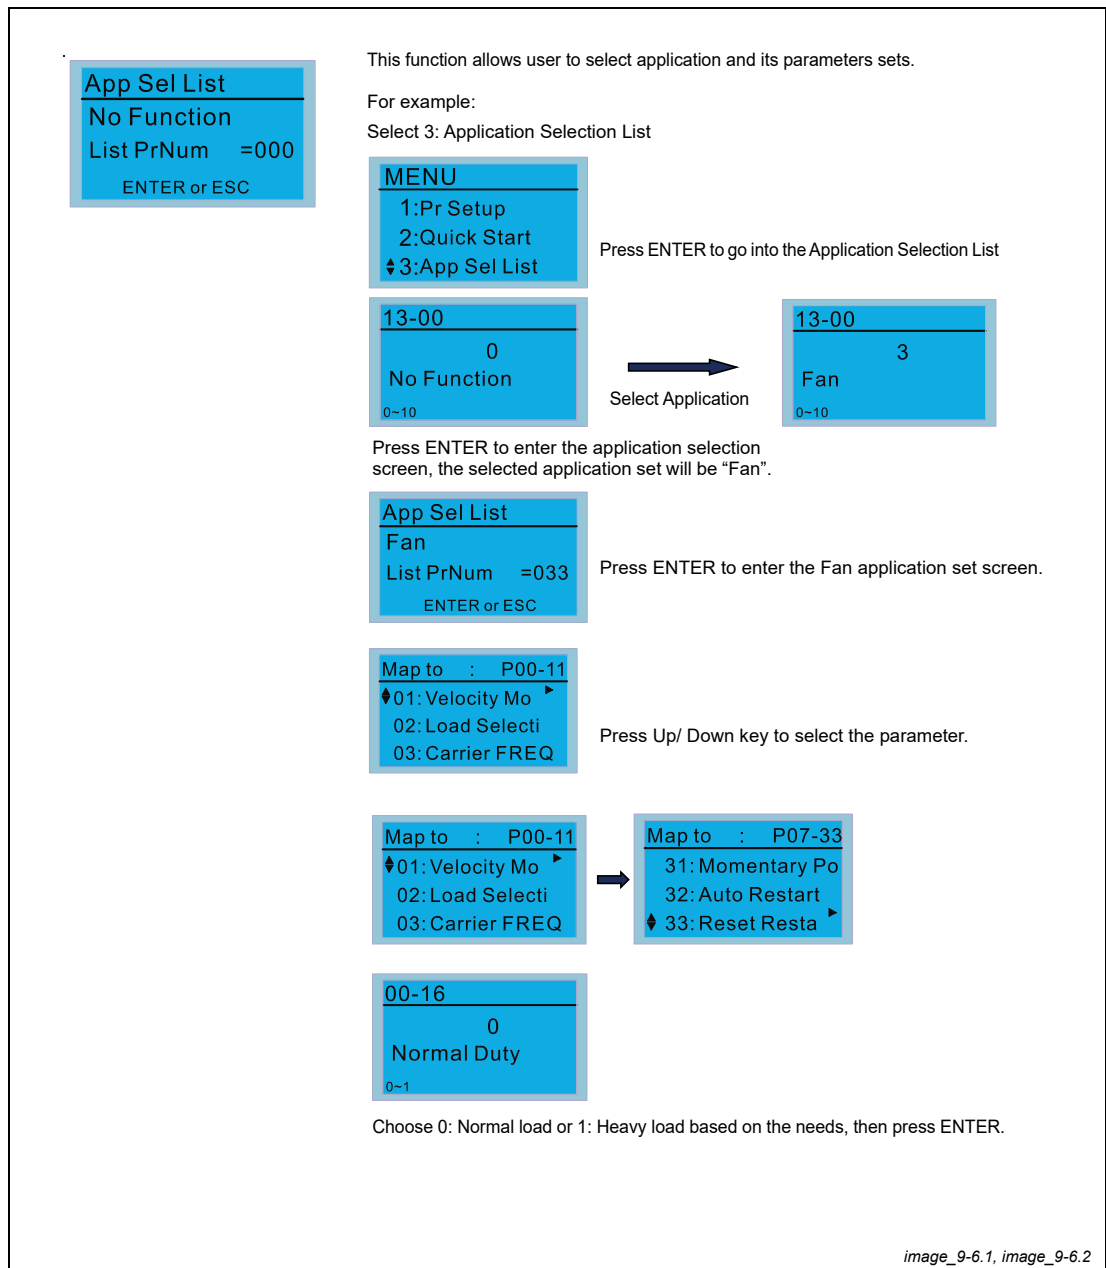 App Sel List
No Function
List PrNum =000
ENTER or ESC
This function allows user to select application and its parameters sets.
For example:
Select 3: Application Selection List
MENU
1:Pr Setup
2:Quick Start
3:App Sel List
Press ENTER to go into the Application Selection List
13-00
0
No Function
0~10
Select Application
13-00
3
Fan
0~10
Press ENTER to enter the application selection
screen, the selected application set will be “Fan”.
App Sel List
Fan
List PrNum =033
ENTER or ESC
Press ENTER to enter the Fan application set screen.
Map to : P00-11
01: Velocity Mo
02: Load Selecti
03: Carrier FREQ
Press Up/ Down key to select the parameter.
Map to : P00-11
01: Velocity Mo
02: Load Selecti
03: Carrier FREQ
Map to : P07-33
31: Momentary Po
32: Auto Restart
33: Reset Resta
00-16
0
Normal Duty
0~1
Choose 0: Normal load or 1: Heavy load based on the needs, then press ENTER.
image_9-6.1, image_9-6.2